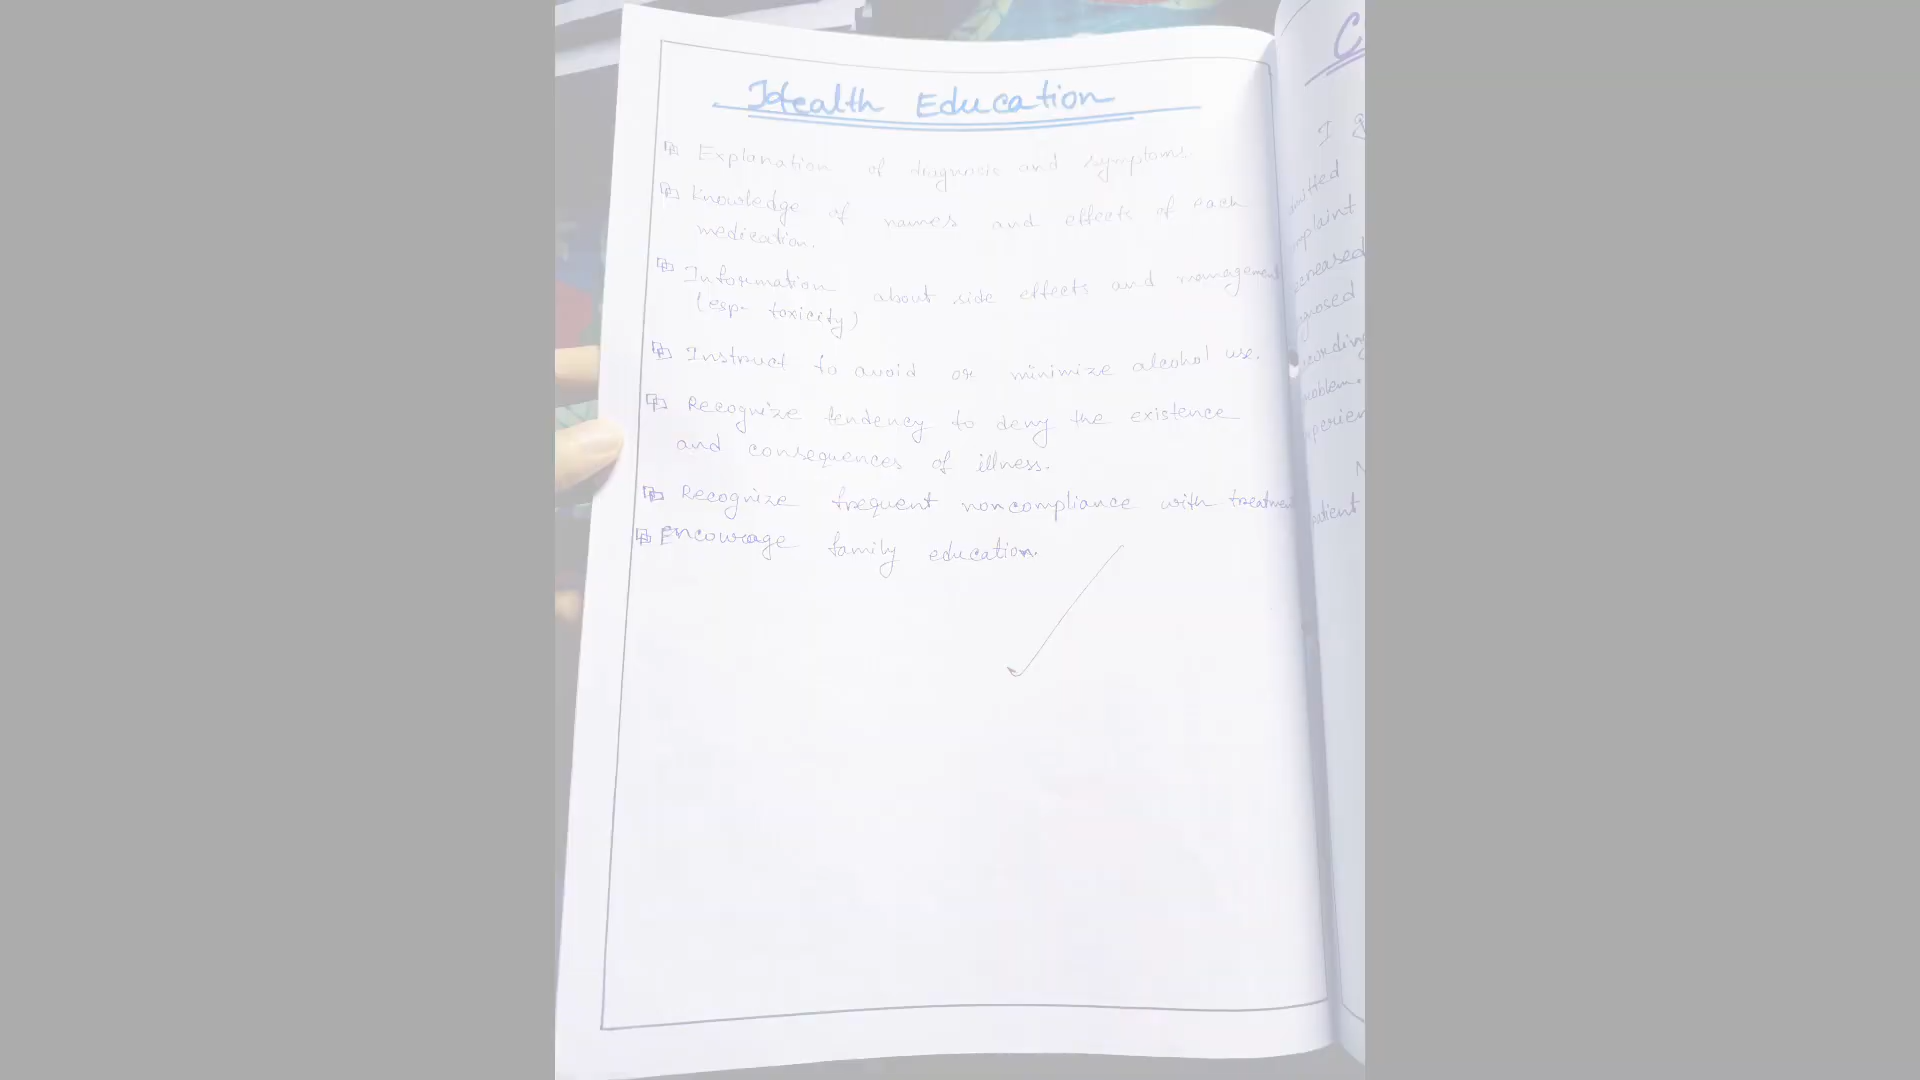 Health Education
Explanation of diagnosis and symptoms.
Knowledge of names and effects of each
medication.
Information about side effects and management
(esp- toxicity)
Instruct to avoid or minimize alcohol use.
Recognize tendency to deny the existence
and consequences of illness.
Recognize frequent noncompliance with treatment
Encourage family education.
C
I
problem.
patient